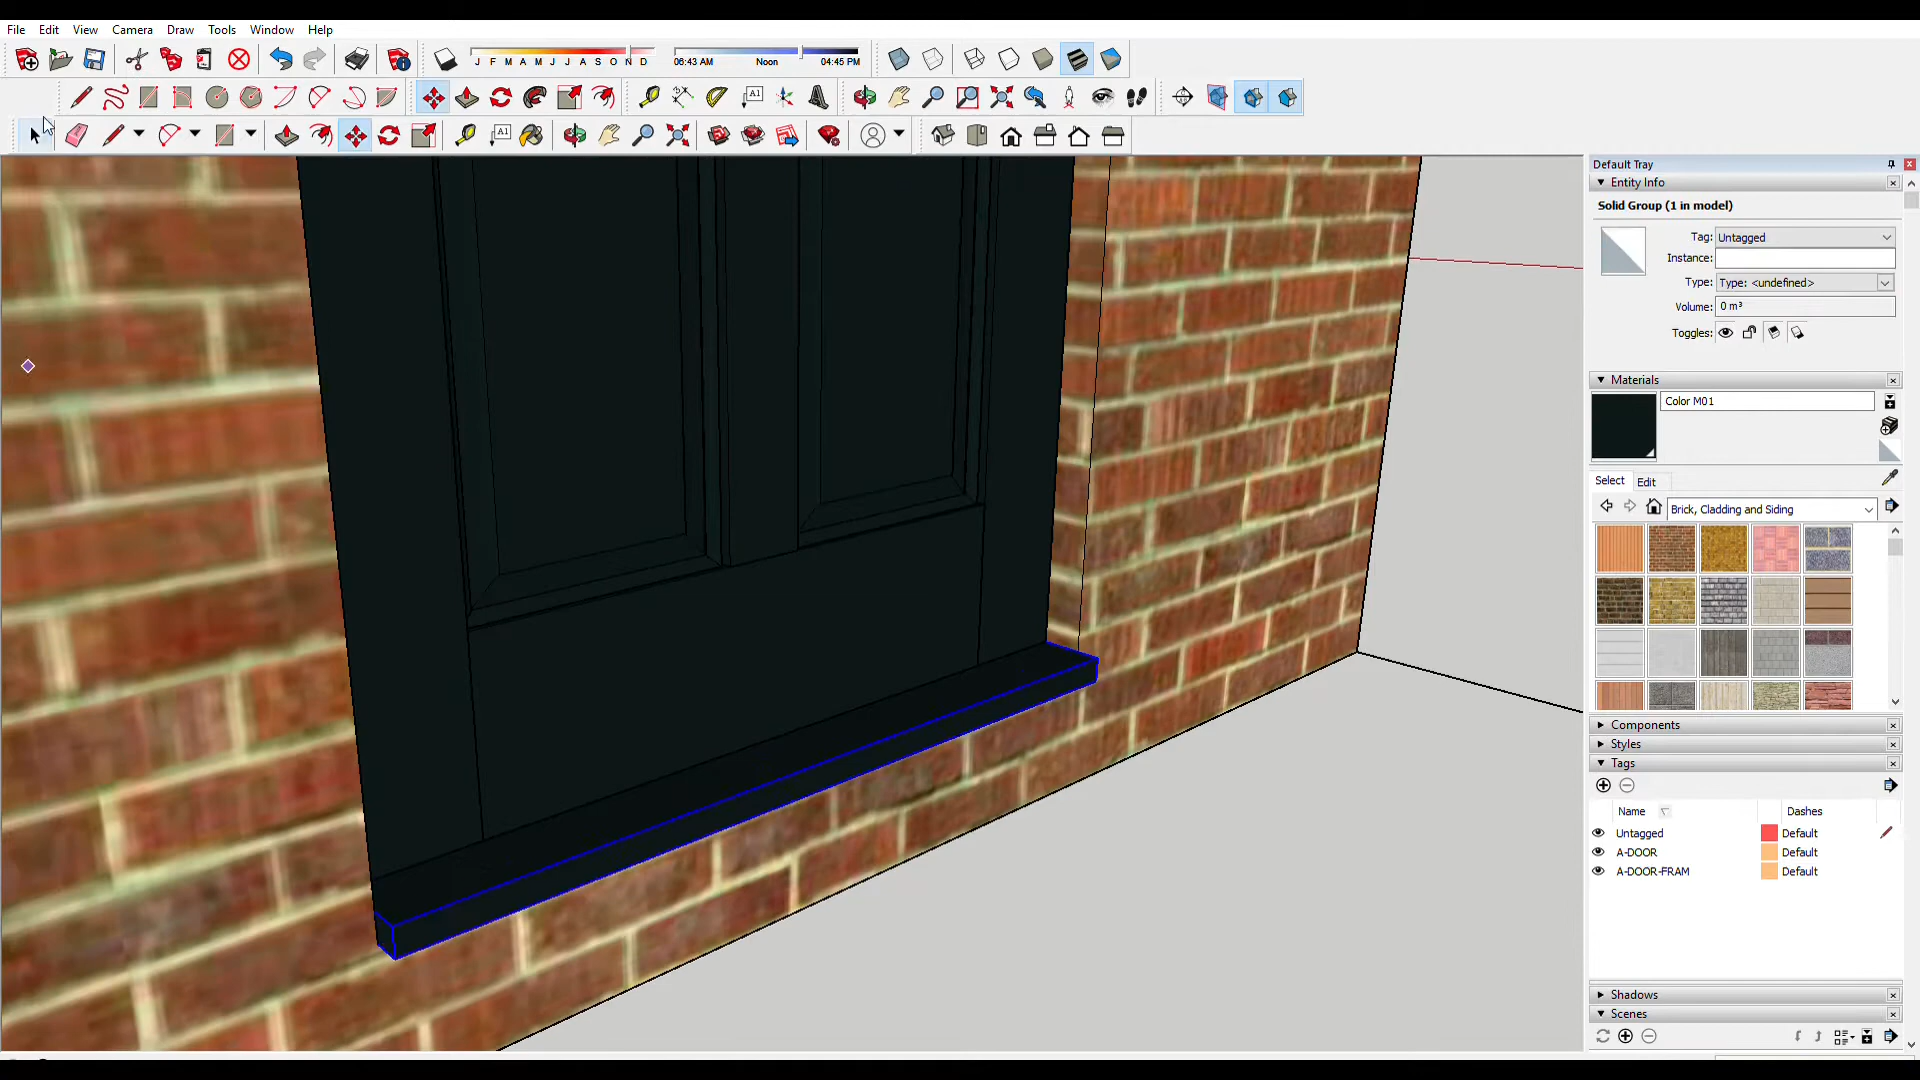 File Edit View Camera Draw Tools Window Help
J F M A M J J A S O N D 06:43 AM Noon 04:45 PM
A1
A1
Default Tray
Entity Info
Solid Group (1 in model)
Tag: Untagged
Instance:
Type: Type: <undefined>
Volume: 0 m³
Toggles:
Materials
Color M01
Select Edit
Brick, Cladding and Siding
Components
Styles
Tags
Name Dashes
Untagged Default
A-DOOR Default
A-DOOR-FRAM Default
Shadows
Scenes